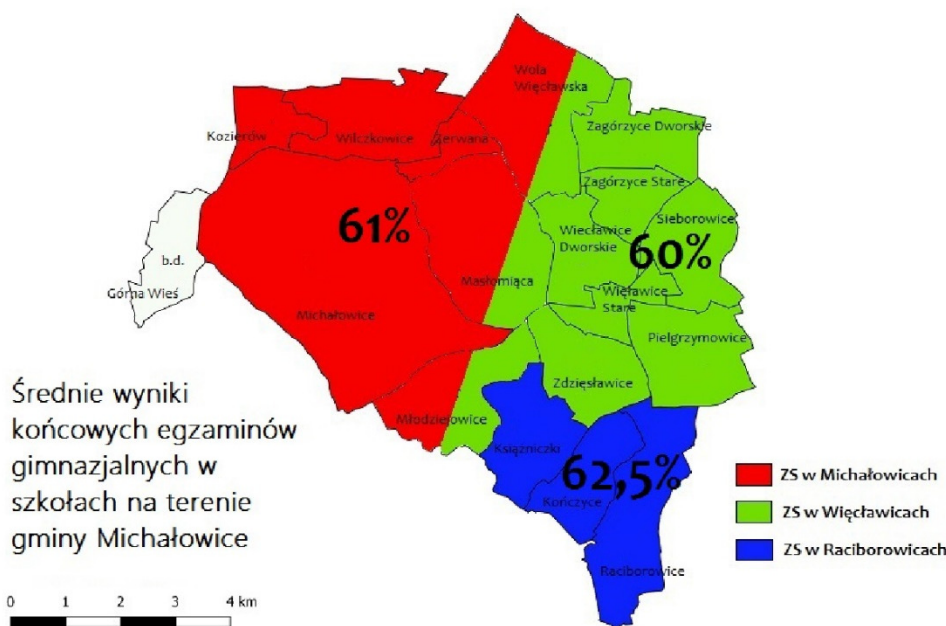 Wola
Więcławska
Zagórzyce Dworskie
Kozierów
Wilczkowice
Zerwana
Zagórzyce Stare
61%
Sieborowice
Wiecławice
Dworskie
60%
b.d.
Górna Wieś
Masłomiąca
Więławice
Stare
Michałowice
Pielgrzymowice
Zdzięsławice
Młodziejowice
Książniczki
62,5%
Kończyce
Raciborowice
Średnie wyniki
końcowych egzaminów
gimnazjalnych w
szkołach na terenie
gminy Michałowice
ZS w Michałowicach
ZS w Więcławicach
ZS w Raciborowicach
0 1 2 3 4 km